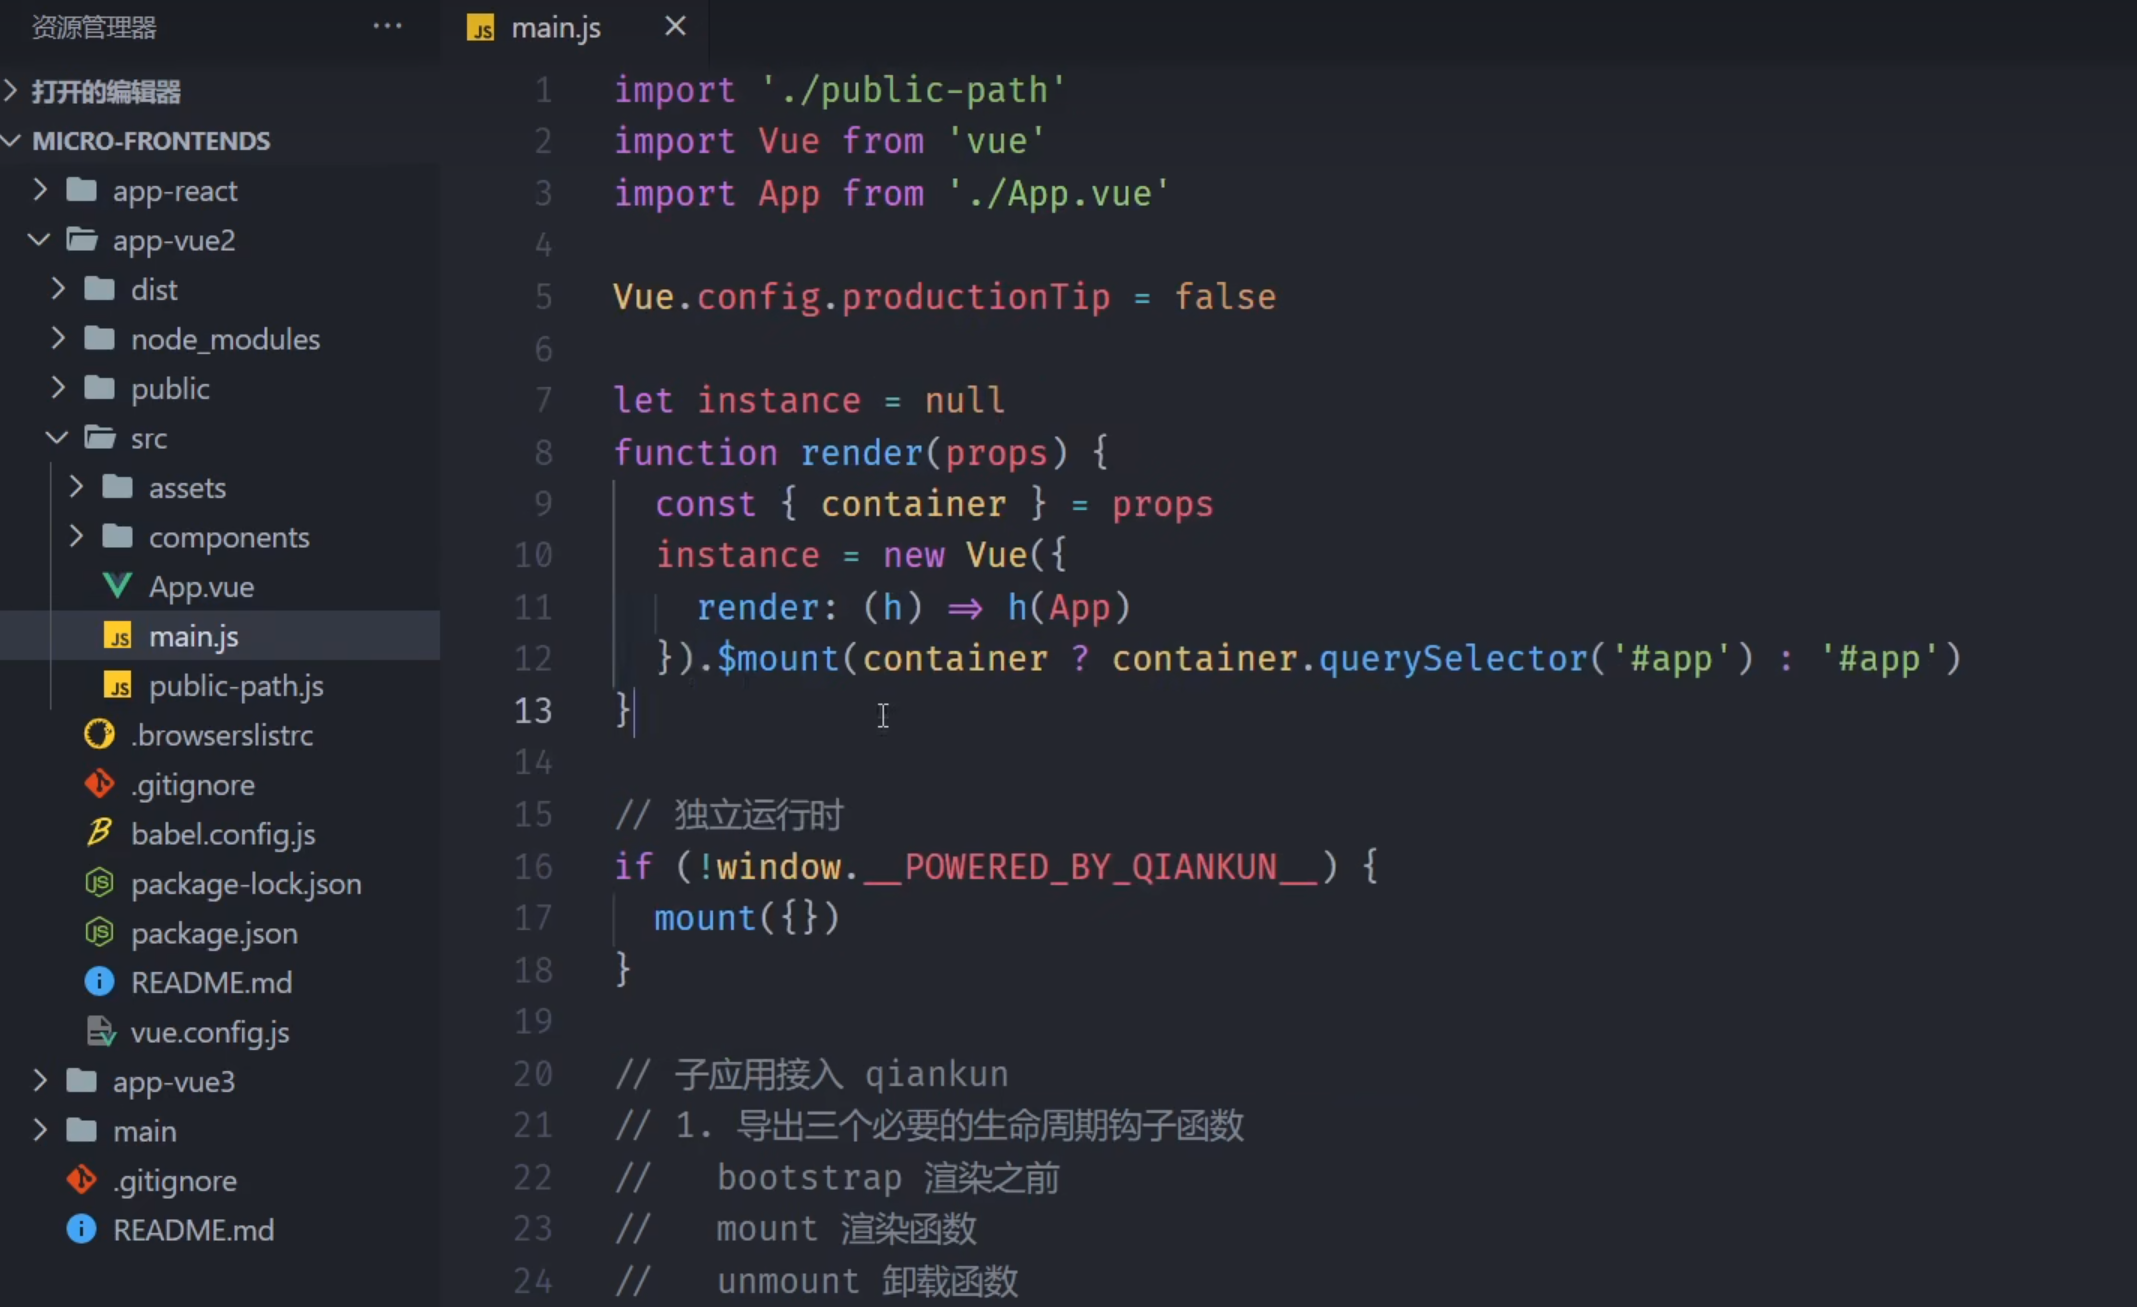 资源管理器 ···
打开的编辑器
MICRO-FRONTENDS
app-react
app-vue2
dist
node_modules
public
src
assets
components
App.vue
main.js
public-path.js
.browserslistrc
.gitignore
babel.config.js
package-lock.json
package.json
README.md
vue.config.js
app-vue3
main
.gitignore
README.md
JS main.js ×
1 import './public-path'
2 import Vue from 'vue'
3 import App from './App.vue'
4
5 Vue.config.productionTip = false
6
7 let instance = null
8 function render(props) {
9   const { container } = props
10   instance = new Vue({
11     render: (h) => h(App)
12   }).$mount(container ? container.querySelector('#app') : '#app')
13 }
14
15 // 独立运行时
16 if (!window.__POWERED_BY_QIANKUN__) {
17   mount({})
18 }
19
20 // 子应用接入 qiankun
21 // 1. 导出三个必要的生命周期钩子函数
22 //   bootstrap 渲染之前
23 //   mount 渲染函数
24 //   unmount 卸载函数